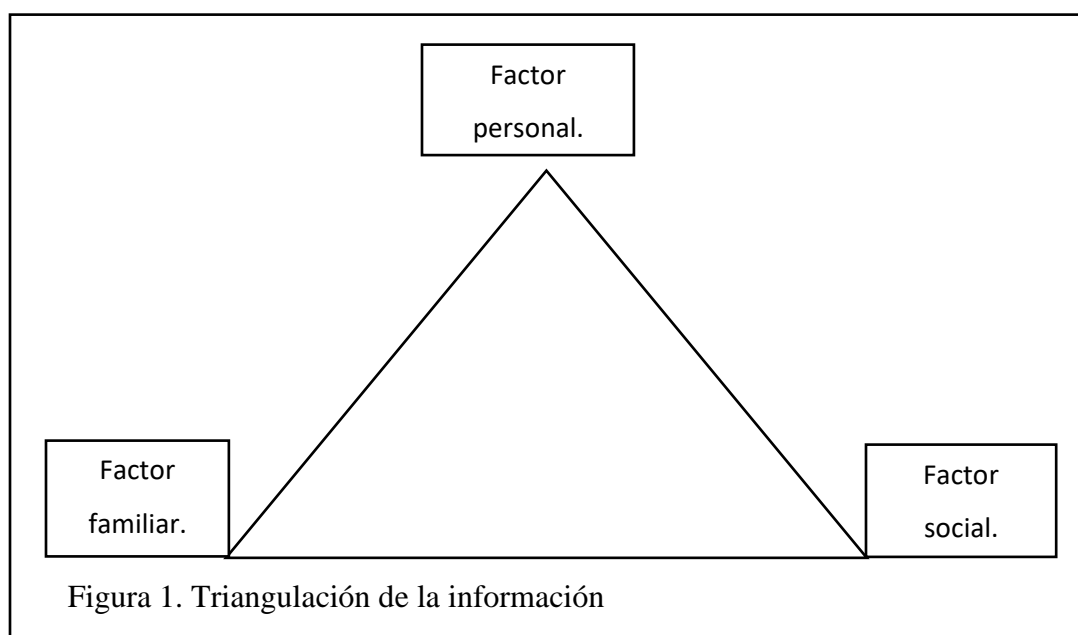 Factor
personal.
Factor
familiar.
Factor
social.
Figura 1. Triangulación de la información